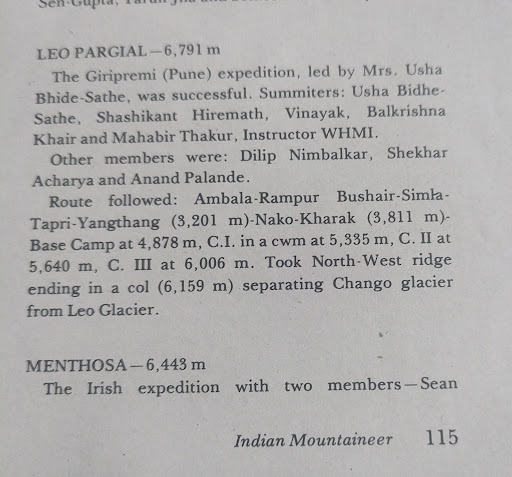 Sen-Gupta, Tarun Jha and
LEO PARGIAL—6,791 m
The Giripremi (Pune) expedition, led by Mrs. Usha
Bhide-Sathe, was successful. Summiters: Usha Bidhe-
Sathe, Shashikant Hiremath, Vinayak, Balkrishna
Khair and Mahabir Thakur, Instructor WHMI.
Other members were: Dilip Nimbalkar, Shekhar
Acharya and Anand Palande.
Route followed: Ambala-Rampur Bushair-Simla-
Tapri-Yangthang (3,201 m)-Nako-Kharak (3,811 m)-
Base Camp at 4,878 m, C.I. in a cwm at 5,335 m, C. II at
5,640 m, C. III at 6,006 m. Took North-West ridge
ending in a col (6,159 m) separating Chango glacier
from Leo Glacier.
MENTHOSA—6,443 m
The Irish expedition with two members—Sean
Indian Mountaineer 115